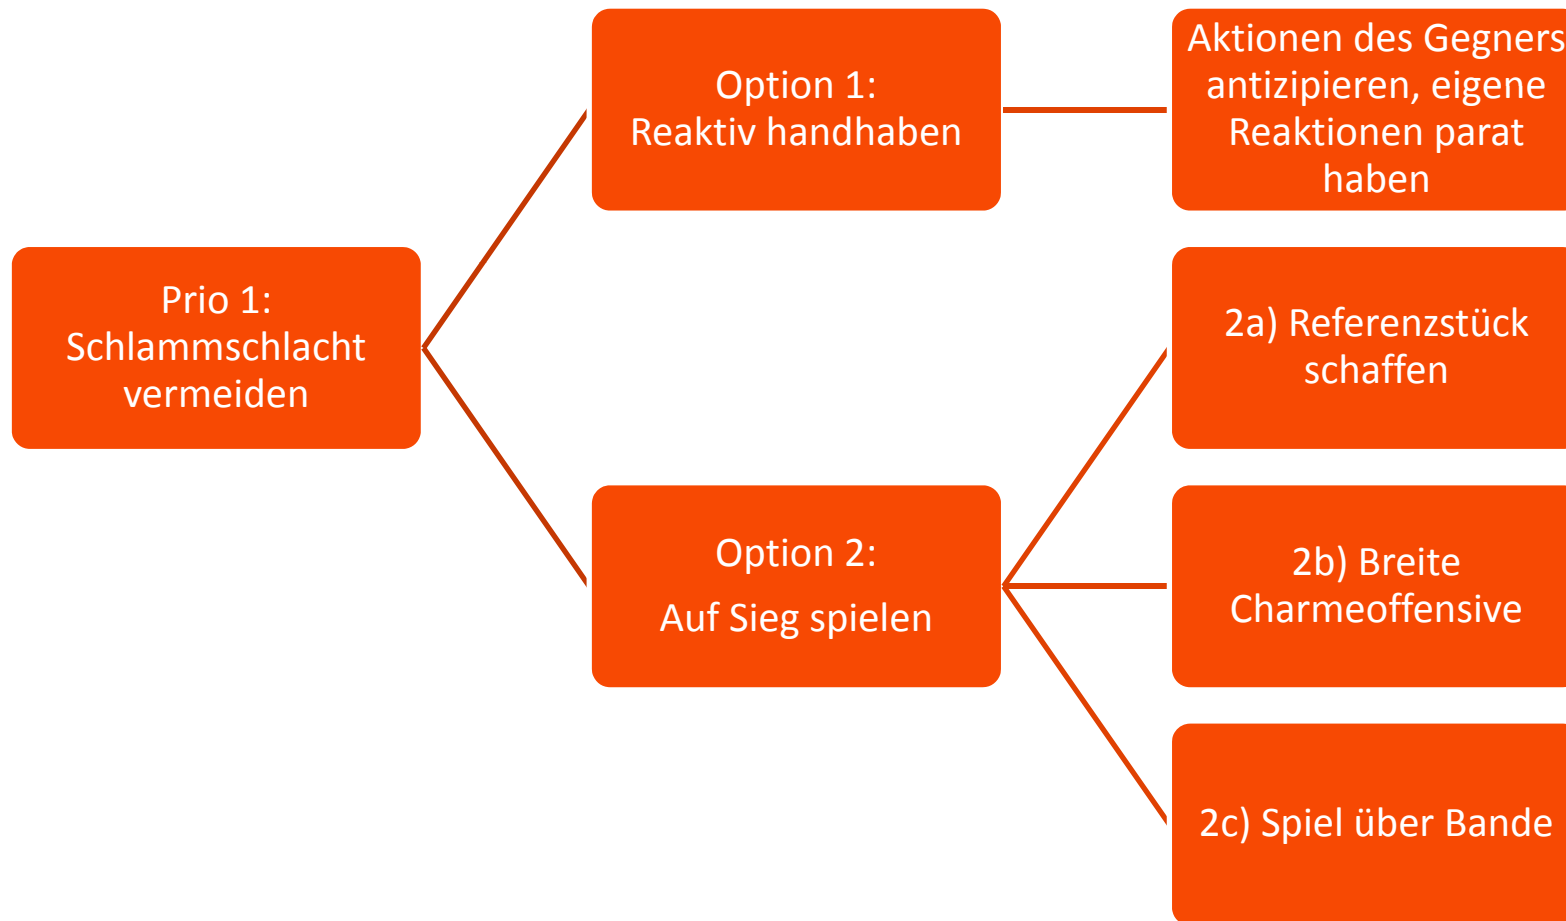 Prio 1:
Schlammschlacht
vermeiden
Option 1:
Reaktiv handhaben
Aktionen des Gegners
antizipieren, eigene
Reaktionen parat
haben
Option 2:
Auf Sieg spielen
2a) Referenzstück
schaffen
2b) Breite
Charmeoffensive
2c) Spiel über Bande